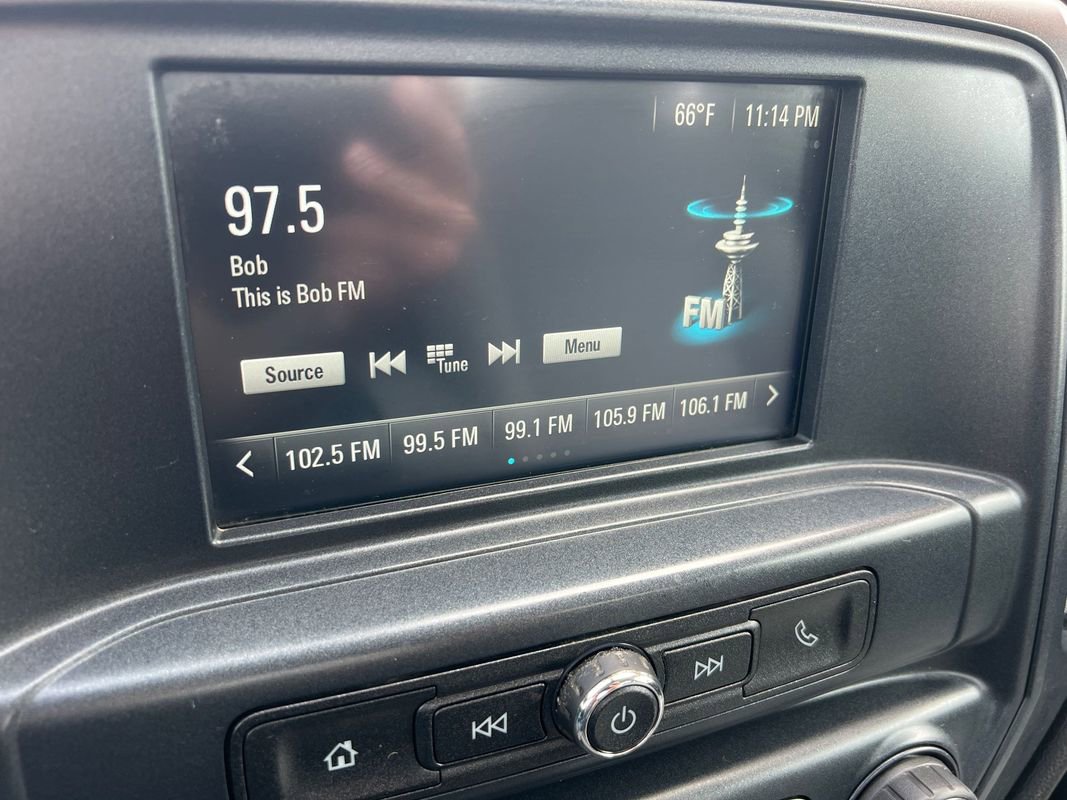 66°F 11:14 PM
97.5
Bob
This is Bob FM
FM
Source Tune Menu
102.5 FM 99.5 FM 99.1 FM 105.9 FM 106.1 FM